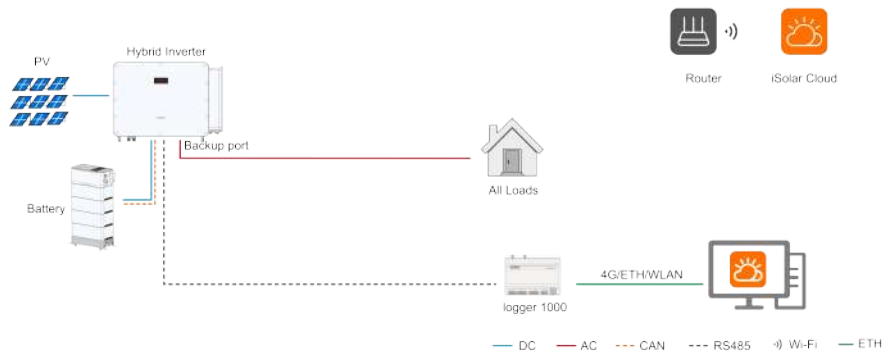 Hybrid Inverter
PV
Router
iSolar Cloud
Backup port
All Loads
Battery
4G/ETH/WLAN
logger 1000
DC
AC
CAN
RS485
Wi-Fi
ETH